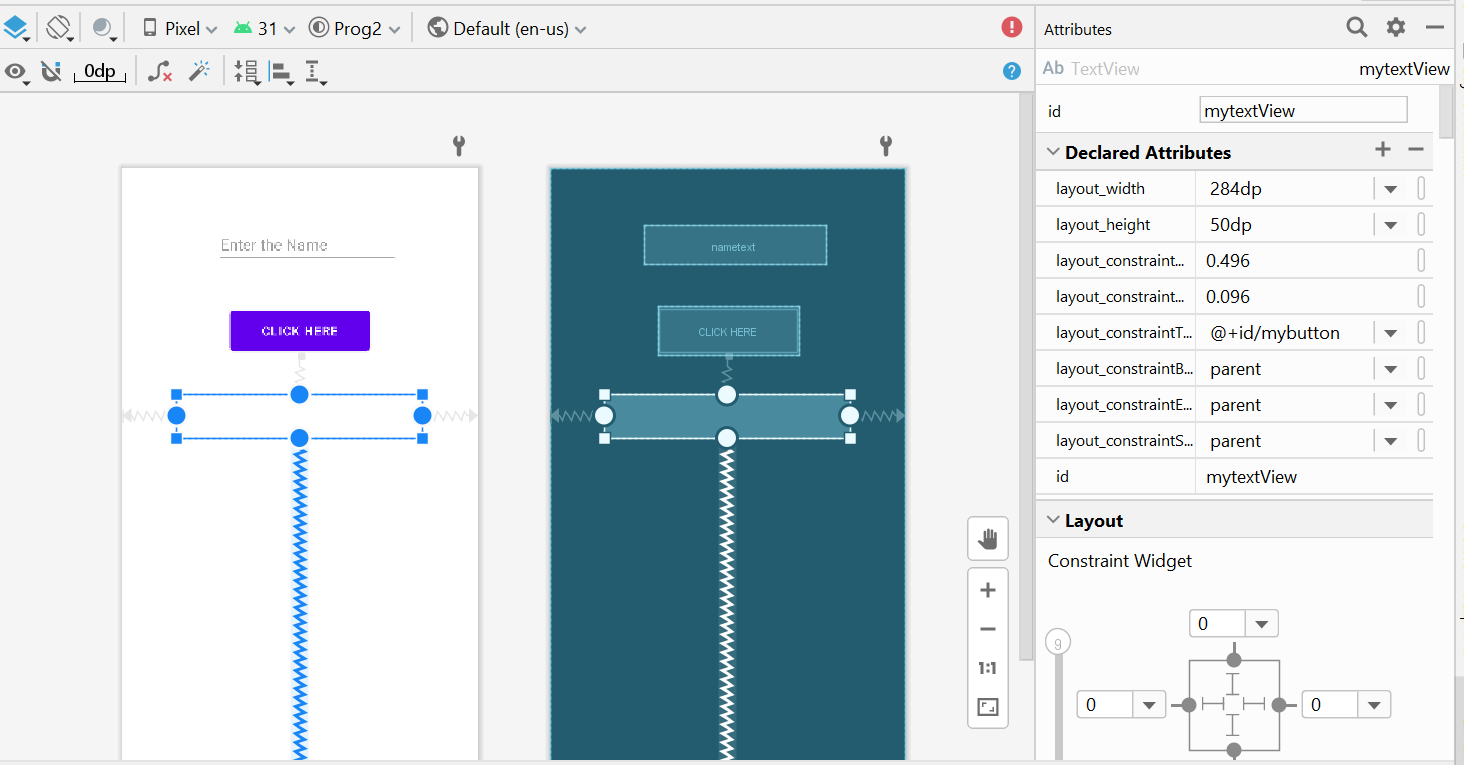 Pixel 31 Prog2 Default (en-us)
0dp
Enter the Name
CLICK HERE
nametext
CLICK HERE
1:1
Attributes
Ab TextView mytextView
id mytextView
Declared Attributes
layout_width 284dp
layout_height 50dp
layout_constraint... 0.496
layout_constraint... 0.096
layout_constraintT... @+id/mybutton
layout_constraintB... parent
layout_constraintE... parent
layout_constraintS... parent
id mytextView
Layout
Constraint Widget
0
9
0 0